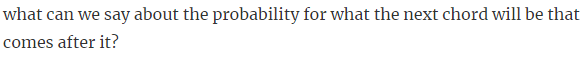 what can we say about the probability for what the next chord will be that
comes after it?